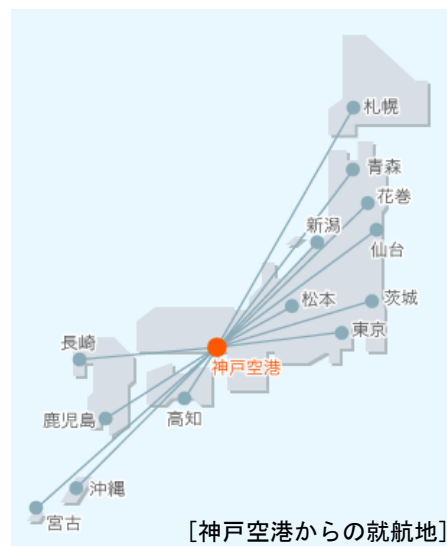 札幌
青森
花巻
新潟
仙台
松本
茨城
東京
長崎
神戸空港
鹿児島
高知
沖縄
宮古
[神戸空港からの就航地]